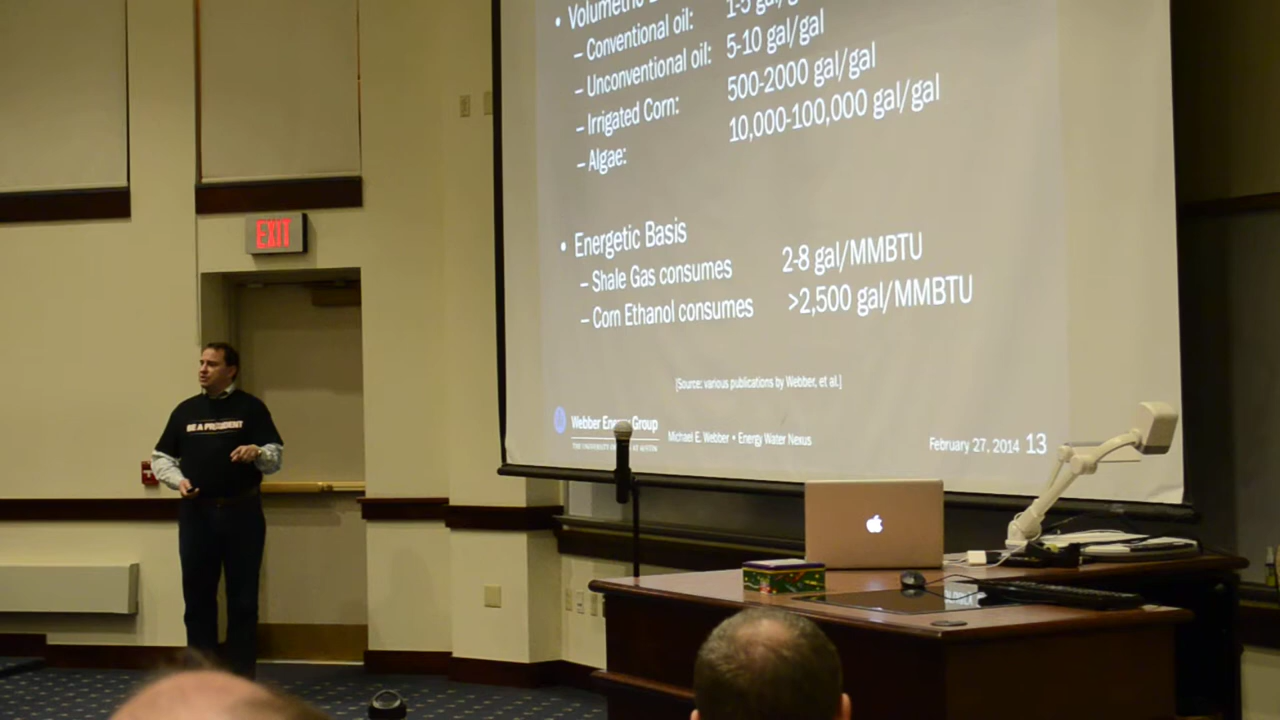 • Volumetric
– Conventional oil: 1-5 gal/g
– Unconventional oil: 5-10 gal/gal
– Irrigated Corn: 500-2000 gal/gal
– Algae: 10,000-100,000 gal/gal
• Energetic Basis
– Shale Gas consumes 2-8 gal/MMBTU
– Corn Ethanol consumes >2,500 gal/MMBTU
[Source: various publications by Webber, et al.]
Webber Energy Group
Michael E. Webber • Energy Water Nexus
February 27, 2014 13
EXIT
BE A PRESIDENT